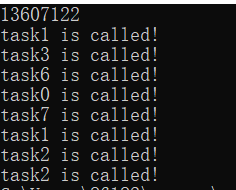 13607122
task1 is called!
task3 is called!
task6 is called!
task0 is called!
task7 is called!
task1 is called!
task2 is called!
task2 is called!